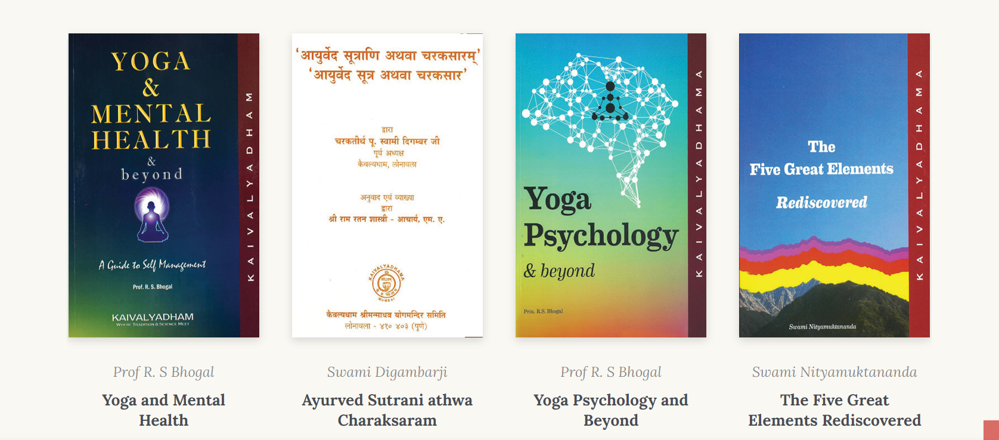 YOGA
&
MENTAL
HEALTH
&
beyond
A Guide to Self Management
Prof. R. S. Bhogal
KAIVALYADHAM
WHERE TRADITION & SCIENCE MEET
KAIVALYADHAM
‘आयुर्वेद सूत्राणि अथवा चरकसारम्’
‘आयुर्वेद सूत्र अथवा चरकसार’
द्वारा
चरकतीर्थ पू. स्वामी दिगम्बर जी
पूर्व अध्यक्ष
कैवल्यधाम, लोनावला
अनुवाद एवं व्याख्या
द्वारा
श्री राम रतन शास्त्री - आचार्य, एम. ए.
KAIVALYADHAMA
MUMBAI
कैवल्यधाम श्रीमन्माधव योगमन्दिर समिति
लोनावला - ४१० ४०३ (पुणे)
Yoga
Psychology
& beyond
Prin. R.S. Bhogal
KAIVALYADHAMA
The
Five Great Elements
Rediscovered
Swami Nityamuktananda
KAIVALYADHAMA
Prof R. S Bhogal
Yoga and Mental
Health
Swami Digambarji
Ayurved Sutrani athwa
Charaksaram
Prof R. S Bhogal
Yoga Psychology and
Beyond
Swami Nityamuktananda
The Five Great
Elements Rediscovered